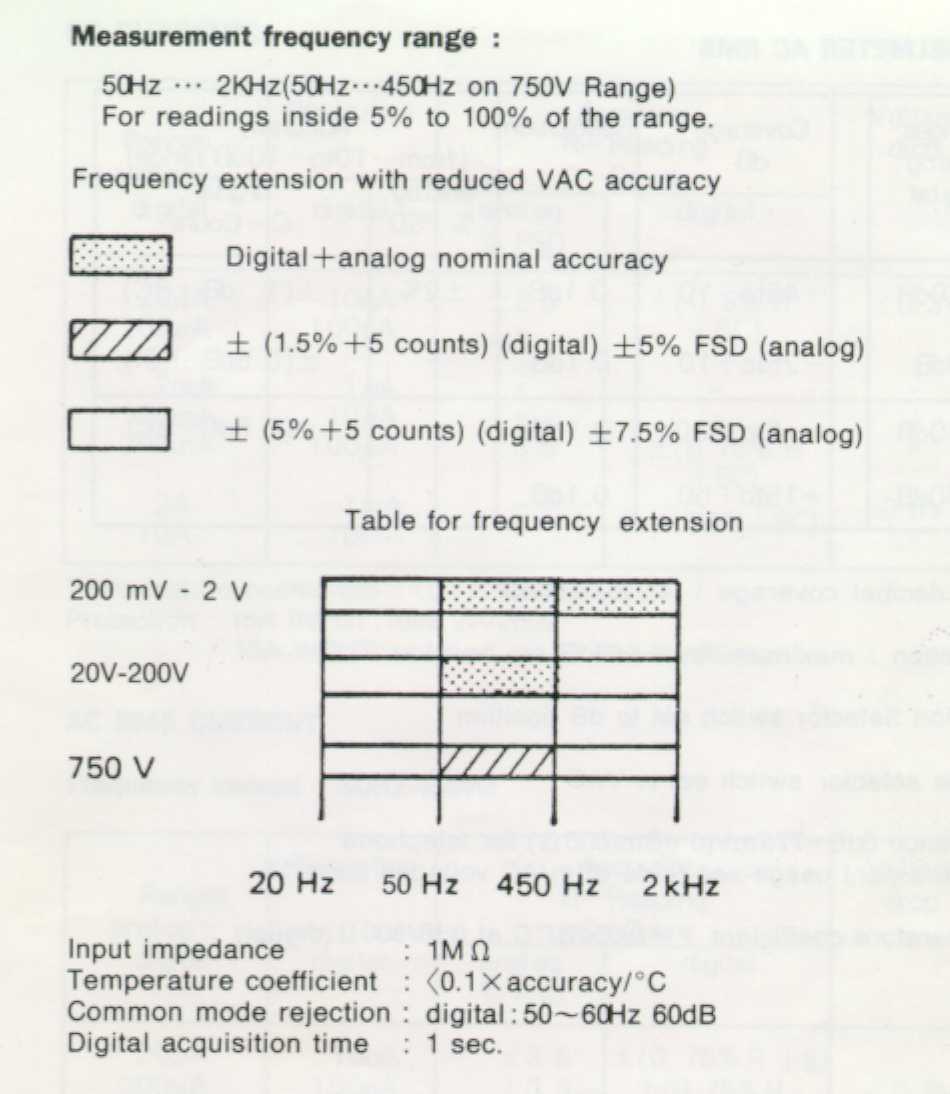 Measurement frequency range :
50Hz ··· 2KHz(50Hz···450Hz on 750V Range)
For readings inside 5% to 100% of the range.
Frequency extension with reduced VAC accuracy
Digital+analog nominal accuracy
± (1.5%+5 counts) (digital) ±5% FSD (analog)
± (5%+5 counts) (digital) ±7.5% FSD (analog)
Table for frequency extension
200 mV - 2 V
20V-200V
750 V
20 Hz 50 Hz 450 Hz 2kHz
Input impedance : 1MΩ
Temperature coefficient : <0.1×accuracy/°C
Common mode rejection : digital:50~60Hz 60dB
Digital acquisition time : 1 sec.